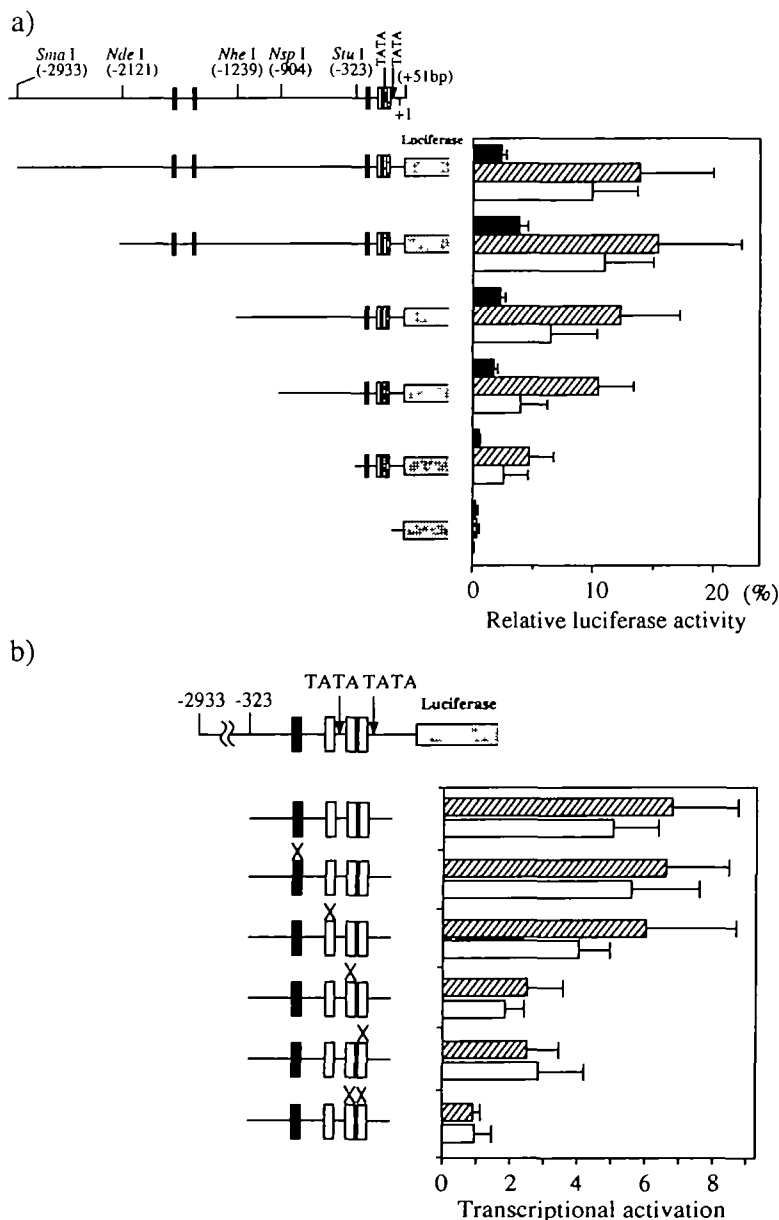 a)
Sma I Nde I Nhe I Nsp I Stu I TATA TATA
(-2933) (-2121) (-1239) (-904) (-323) (+51bp)
+1
Luciferase
0 10 20 (%)
Relative luciferase activity
b)
-2933 -323 TATA TATA Luciferase
X
X
X
X
X X
0 2 4 6 8
Transcriptional activation